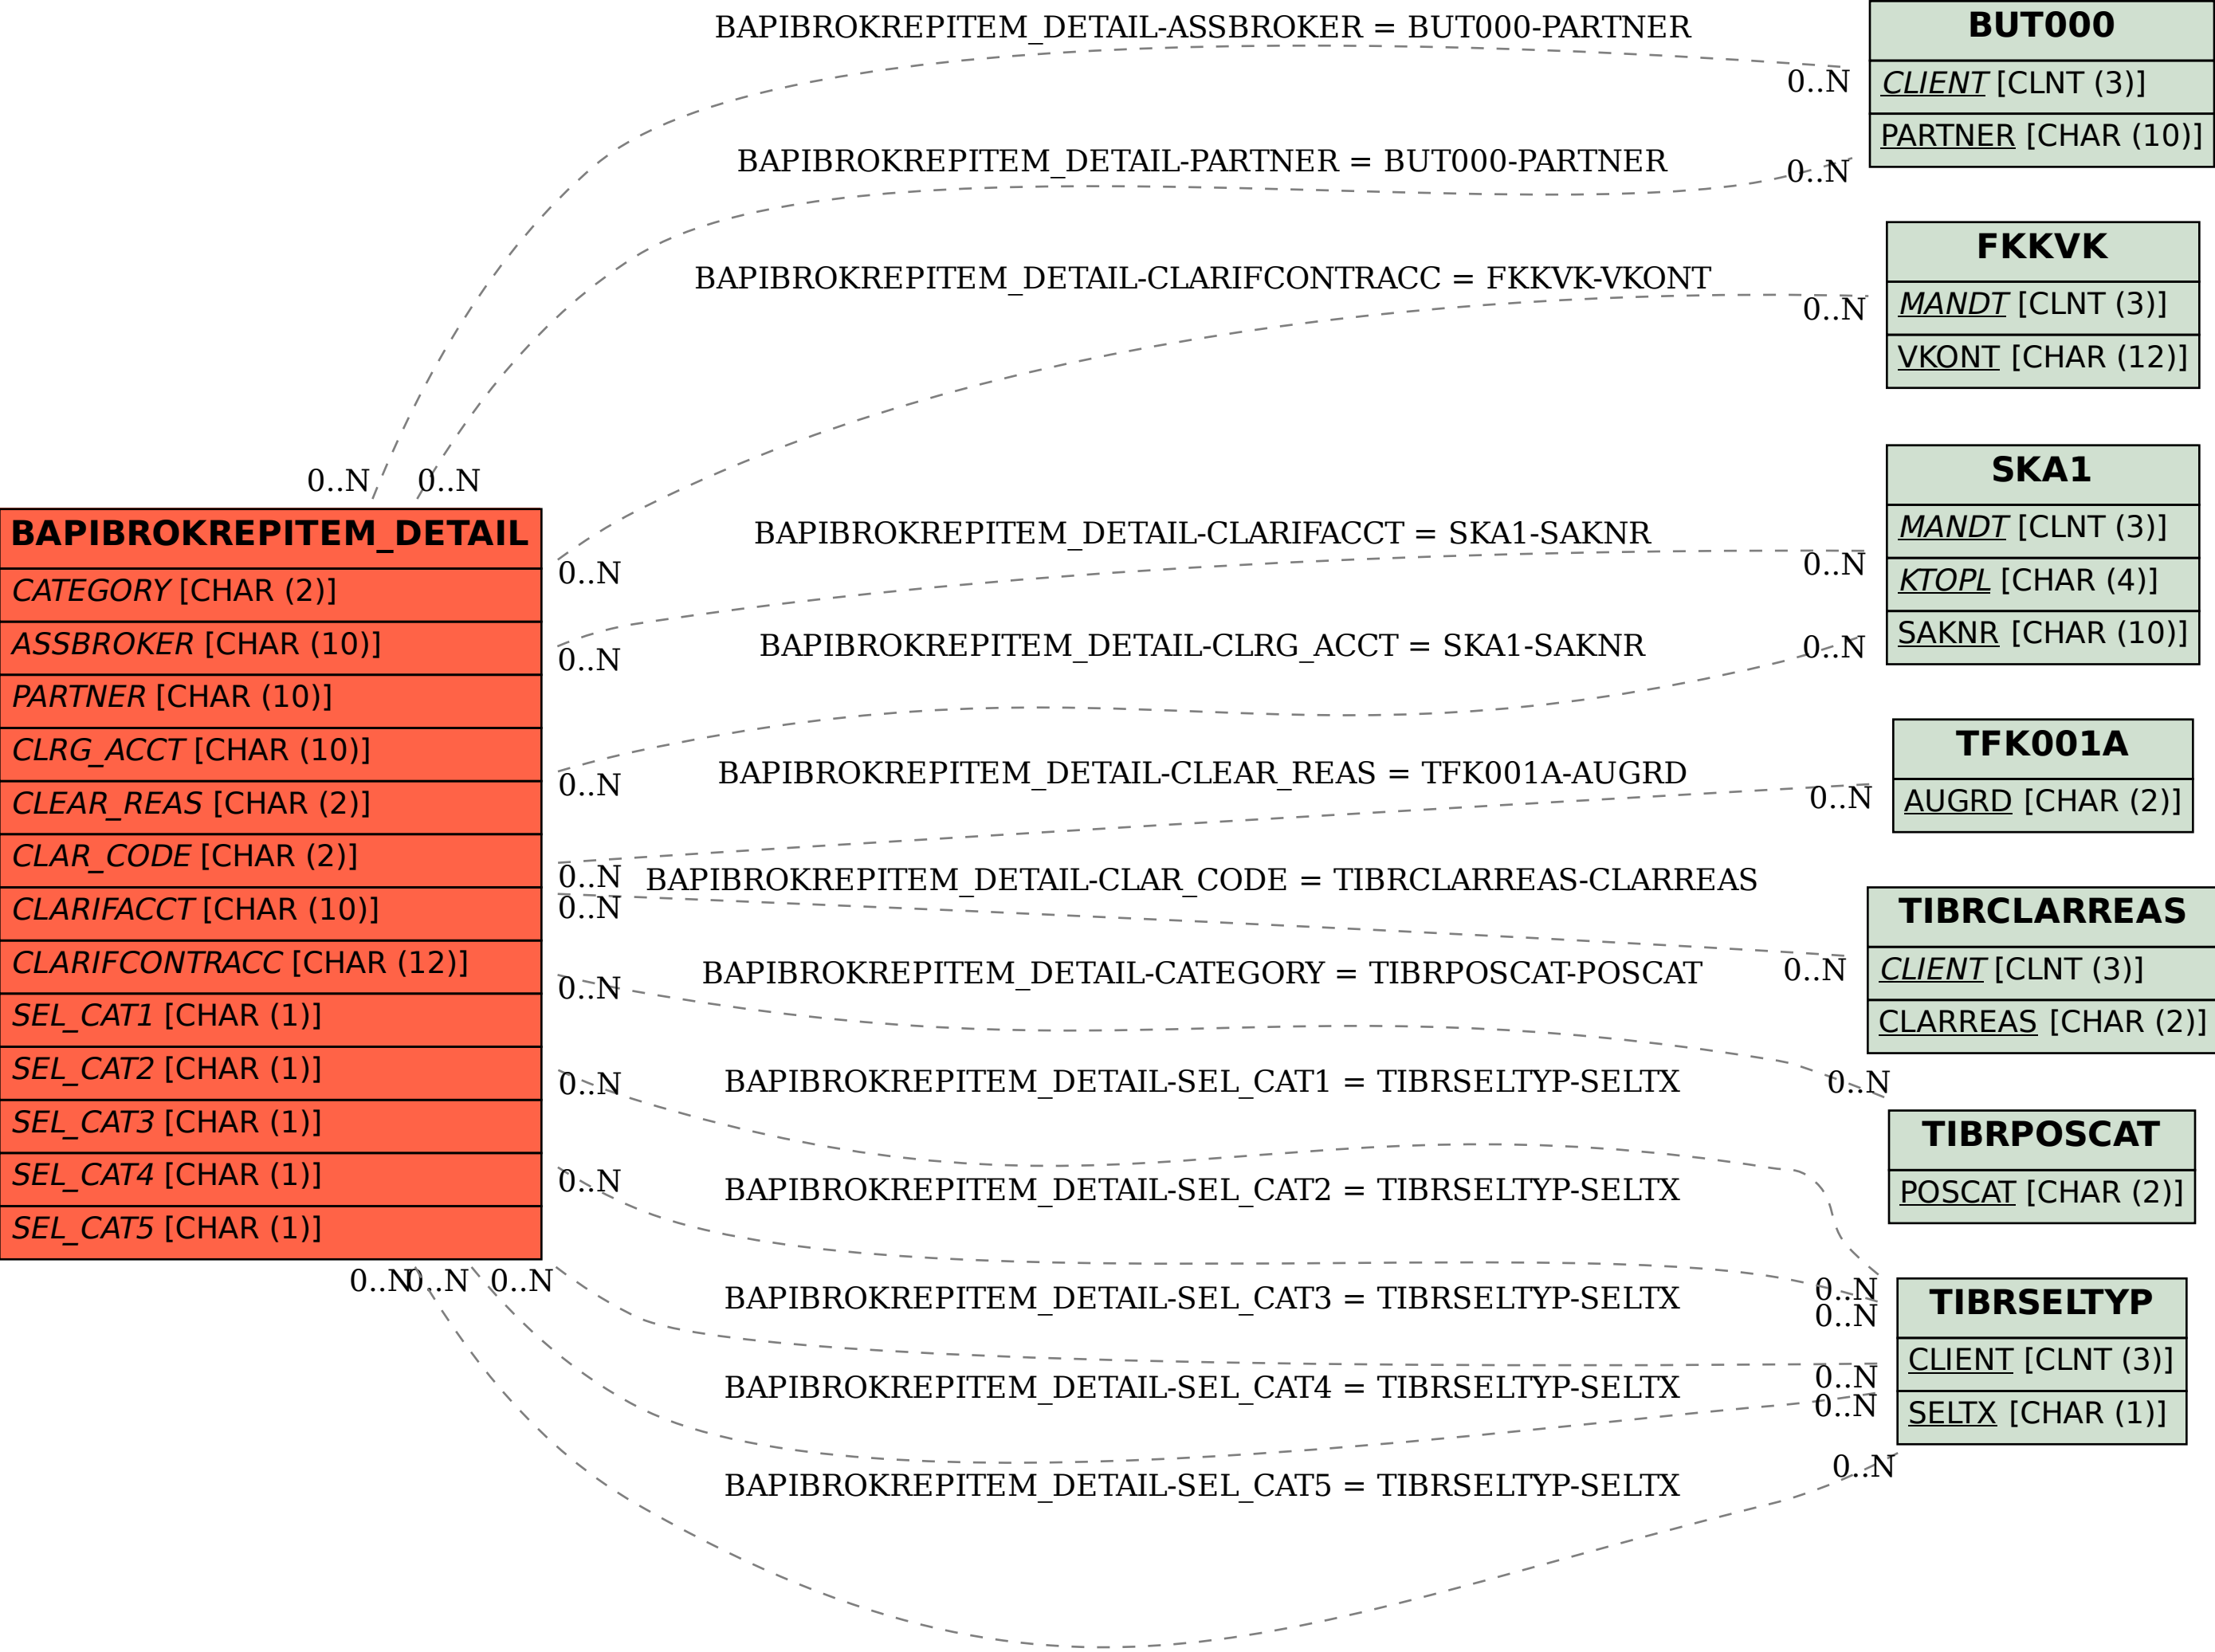 BAPIBROKREPITEM_DETAIL
CATEGORY [CHAR (2)]
ASSBROKER [CHAR (10)]
PARTNER [CHAR (10)]
CLRG_ACCT [CHAR (10)]
CLEAR_REAS [CHAR (2)]
CLAR_CODE [CHAR (2)]
CLARIFACCT [CHAR (10)]
CLARIFCONTRACC [CHAR (12)]
SEL_CAT1 [CHAR (1)]
SEL_CAT2 [CHAR (1)]
SEL_CAT3 [CHAR (1)]
SEL_CAT4 [CHAR (1)]
SEL_CAT5 [CHAR (1)]
0..N
0..N
0..N
0..N
0..N
0..N
0..N
0..N
0..N
0..N
0..N
0..N
0..N
BAPIBROKREPITEM_DETAIL-ASSBROKER = BUT000-PARTNER
BAPIBROKREPITEM_DETAIL-PARTNER = BUT000-PARTNER
BAPIBROKREPITEM_DETAIL-CLARIFCONTRACC = FKKVK-VKONT
BAPIBROKREPITEM_DETAIL-CLARIFACCT = SKA1-SAKNR
BAPIBROKREPITEM_DETAIL-CLRG_ACCT = SKA1-SAKNR
BAPIBROKREPITEM_DETAIL-CLEAR_REAS = TFK001A-AUGRD
BAPIBROKREPITEM_DETAIL-CLAR_CODE = TIBRCLARREAS-CLARREAS
BAPIBROKREPITEM_DETAIL-CATEGORY = TIBRPOSCAT-POSCAT
BAPIBROKREPITEM_DETAIL-SEL_CAT1 = TIBRSELTYP-SELTX
BAPIBROKREPITEM_DETAIL-SEL_CAT2 = TIBRSELTYP-SELTX
BAPIBROKREPITEM_DETAIL-SEL_CAT3 = TIBRSELTYP-SELTX
BAPIBROKREPITEM_DETAIL-SEL_CAT4 = TIBRSELTYP-SELTX
BAPIBROKREPITEM_DETAIL-SEL_CAT5 = TIBRSELTYP-SELTX
0..N
0..N
0..N
0..N
0..N
0..N
0..N
0..N
0..N
0..N
0..N
0..N
0..N
BUT000
CLIENT [CLNT (3)]
PARTNER [CHAR (10)]
FKKVK
MANDT [CLNT (3)]
VKONT [CHAR (12)]
SKA1
MANDT [CLNT (3)]
KTOPL [CHAR (4)]
SAKNR [CHAR (10)]
TFK001A
AUGRD [CHAR (2)]
TIBRCLARREAS
CLIENT [CLNT (3)]
CLARREAS [CHAR (2)]
TIBRPOSCAT
POSCAT [CHAR (2)]
TIBRSELTYP
CLIENT [CLNT (3)]
SELTX [CHAR (1)]